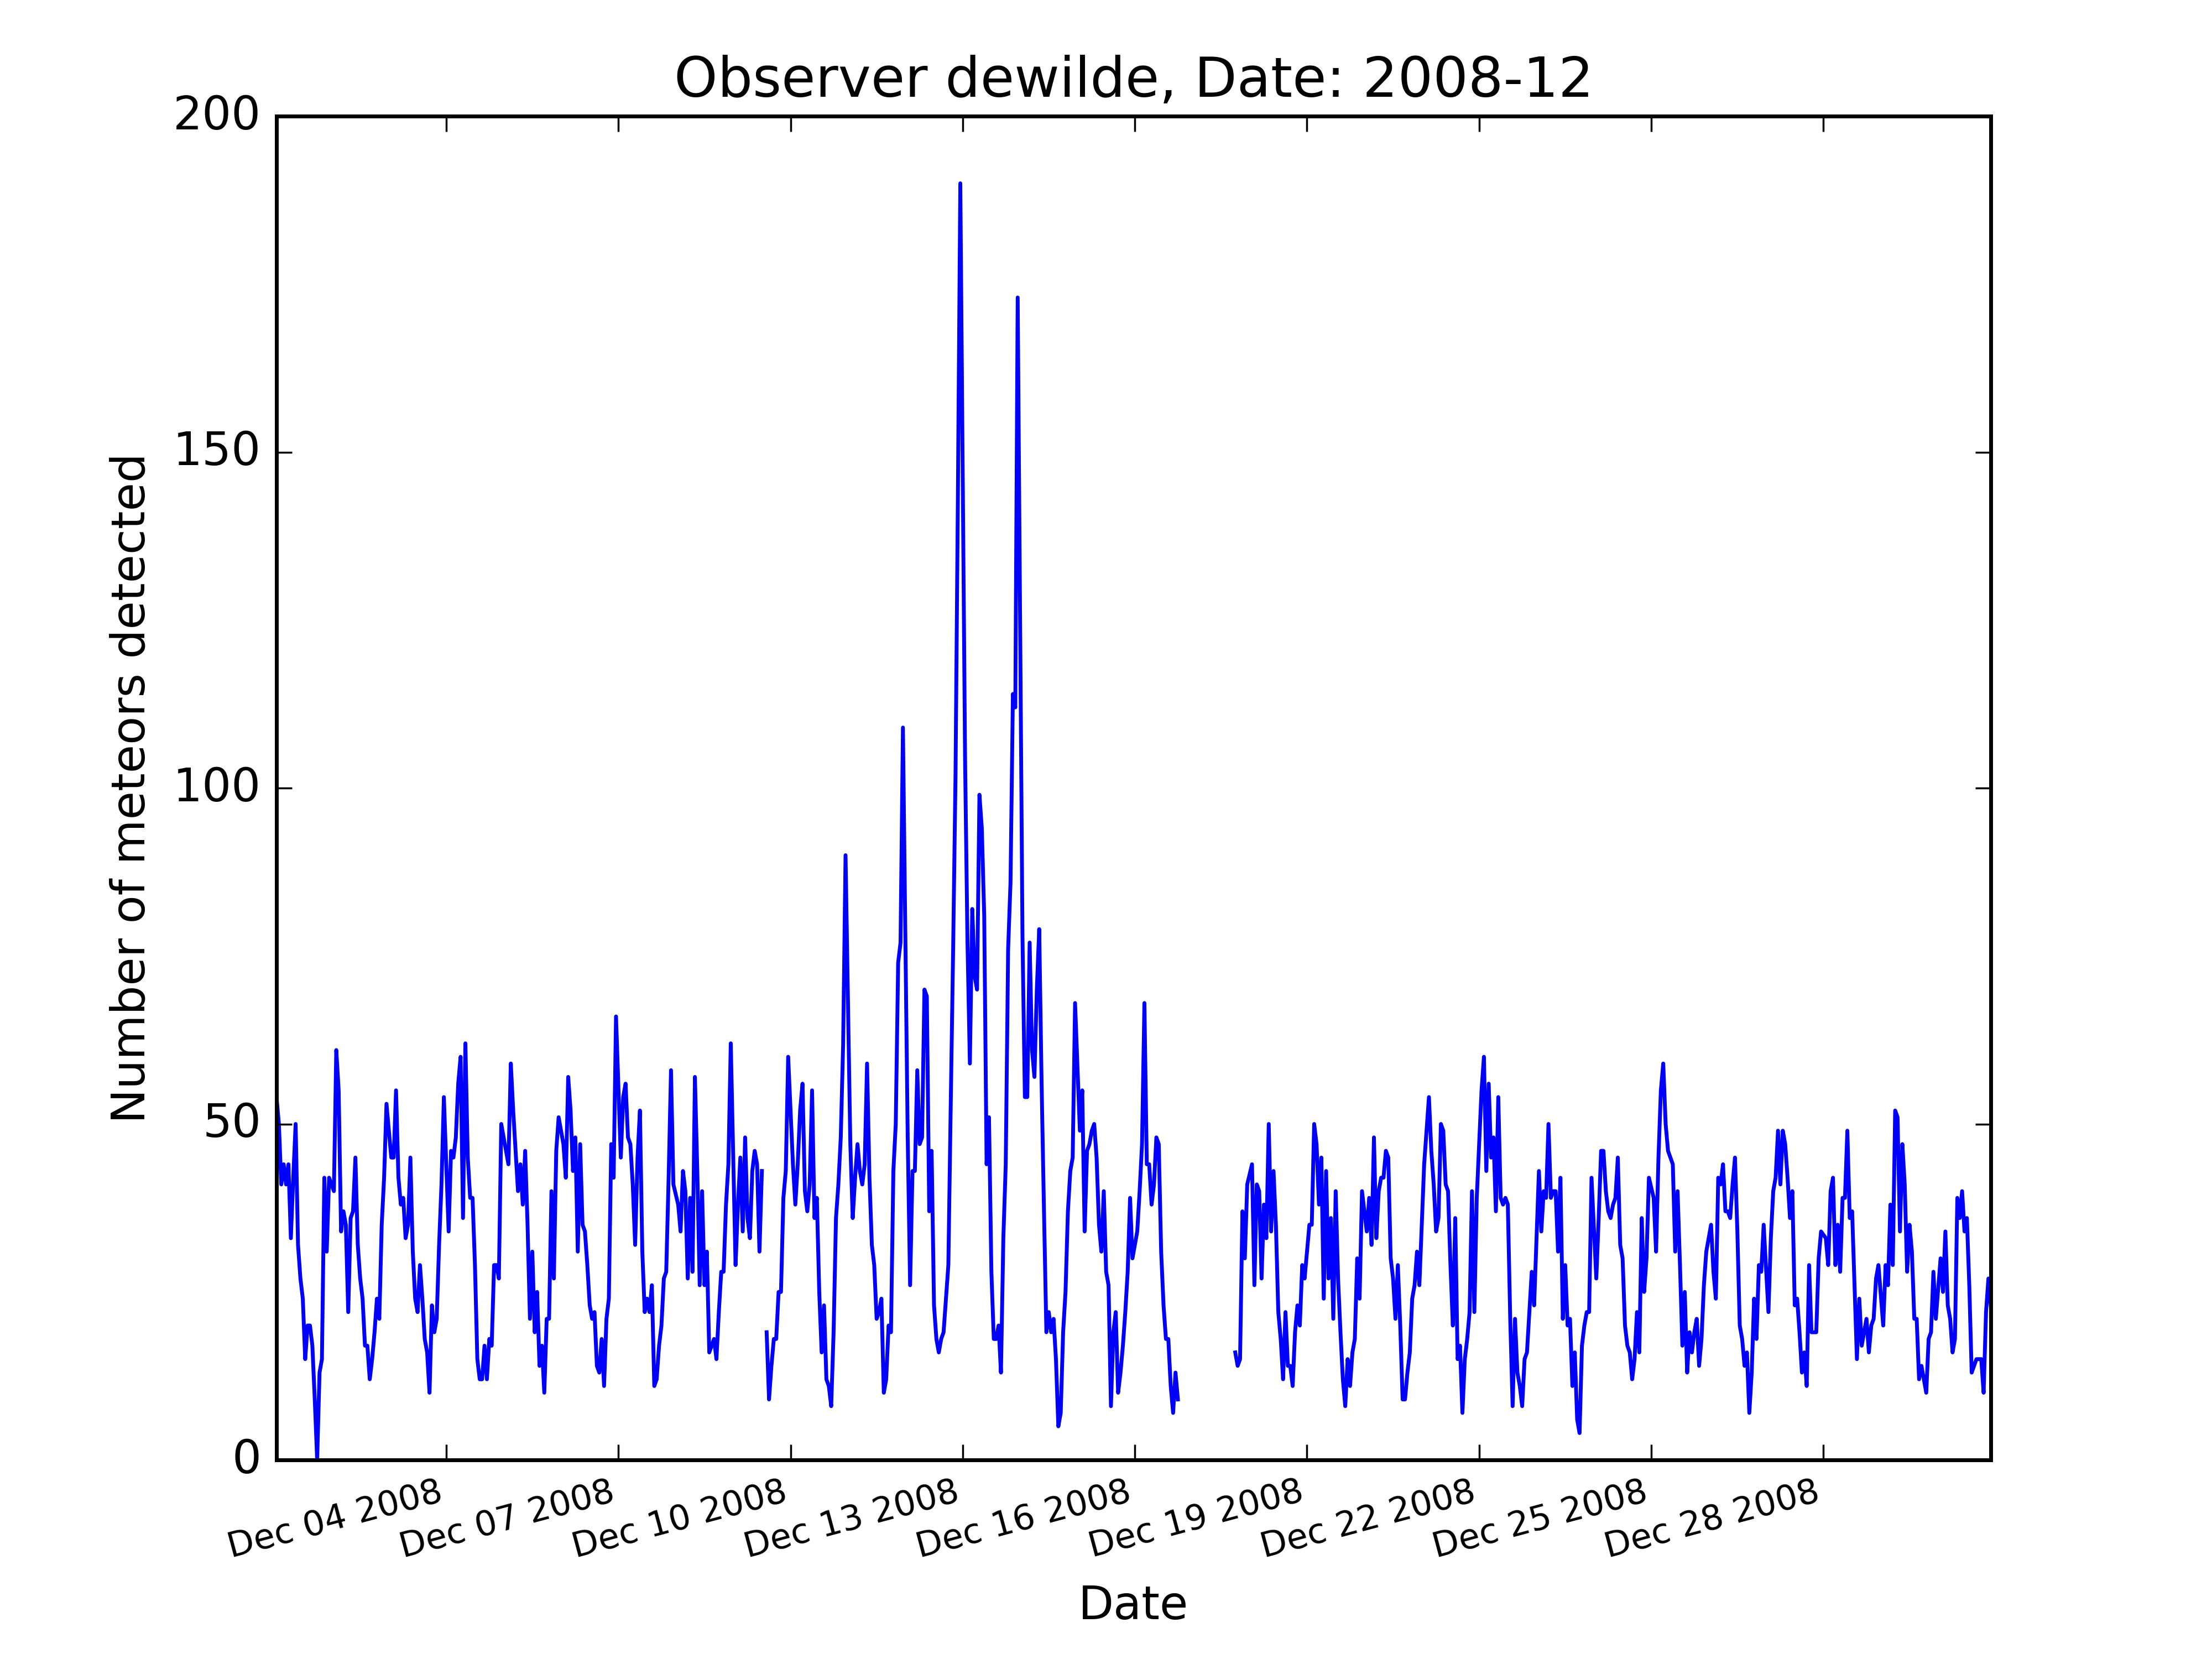 Observer dewilde, Date: 2008-12
Number of meteors detected
200
150
100
50
0
Dec 04 2008
Dec 07 2008
Dec 10 2008
Dec 13 2008
Dec 16 2008
Dec 19 2008
Dec 22 2008
Dec 25 2008
Dec 28 2008
Date